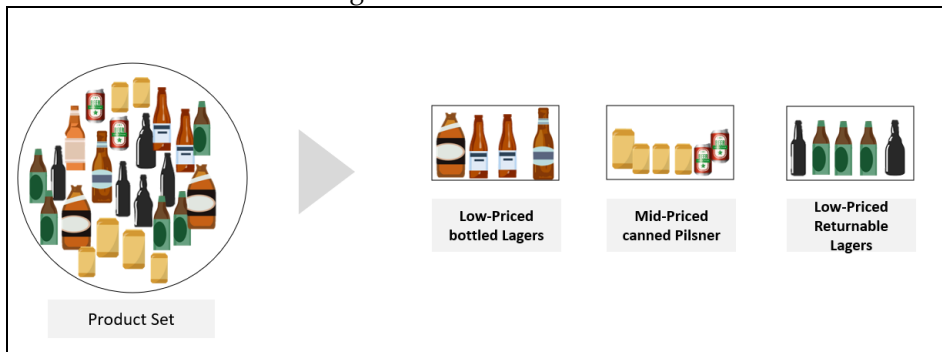 g
Product Set
Low-Priced
bottled Lagers
Mid-Priced
canned Pilsner
Low-Priced
Returnable
Lagers